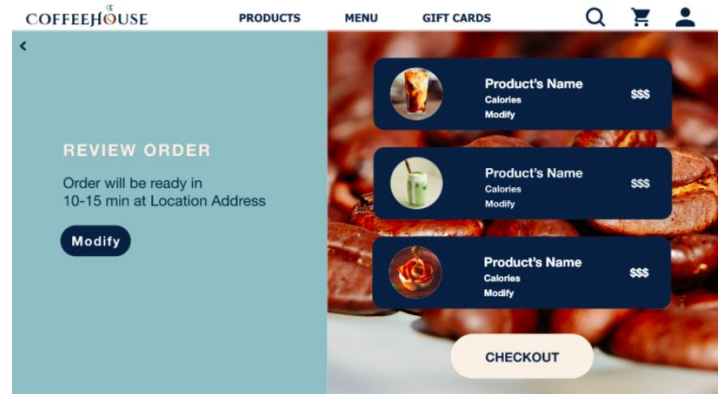 COFFEEHOUSE
PRODUCTS
MENU
GIFT CARDS
REVIEW ORDER
Order will be ready in
10-15 min at Location Address
Modify
Product's Name
Calories
Modify
$$$
Product's Name
Calories
Modify
$$$
Product's Name
Calories
Modify
$$$
CHECKOUT